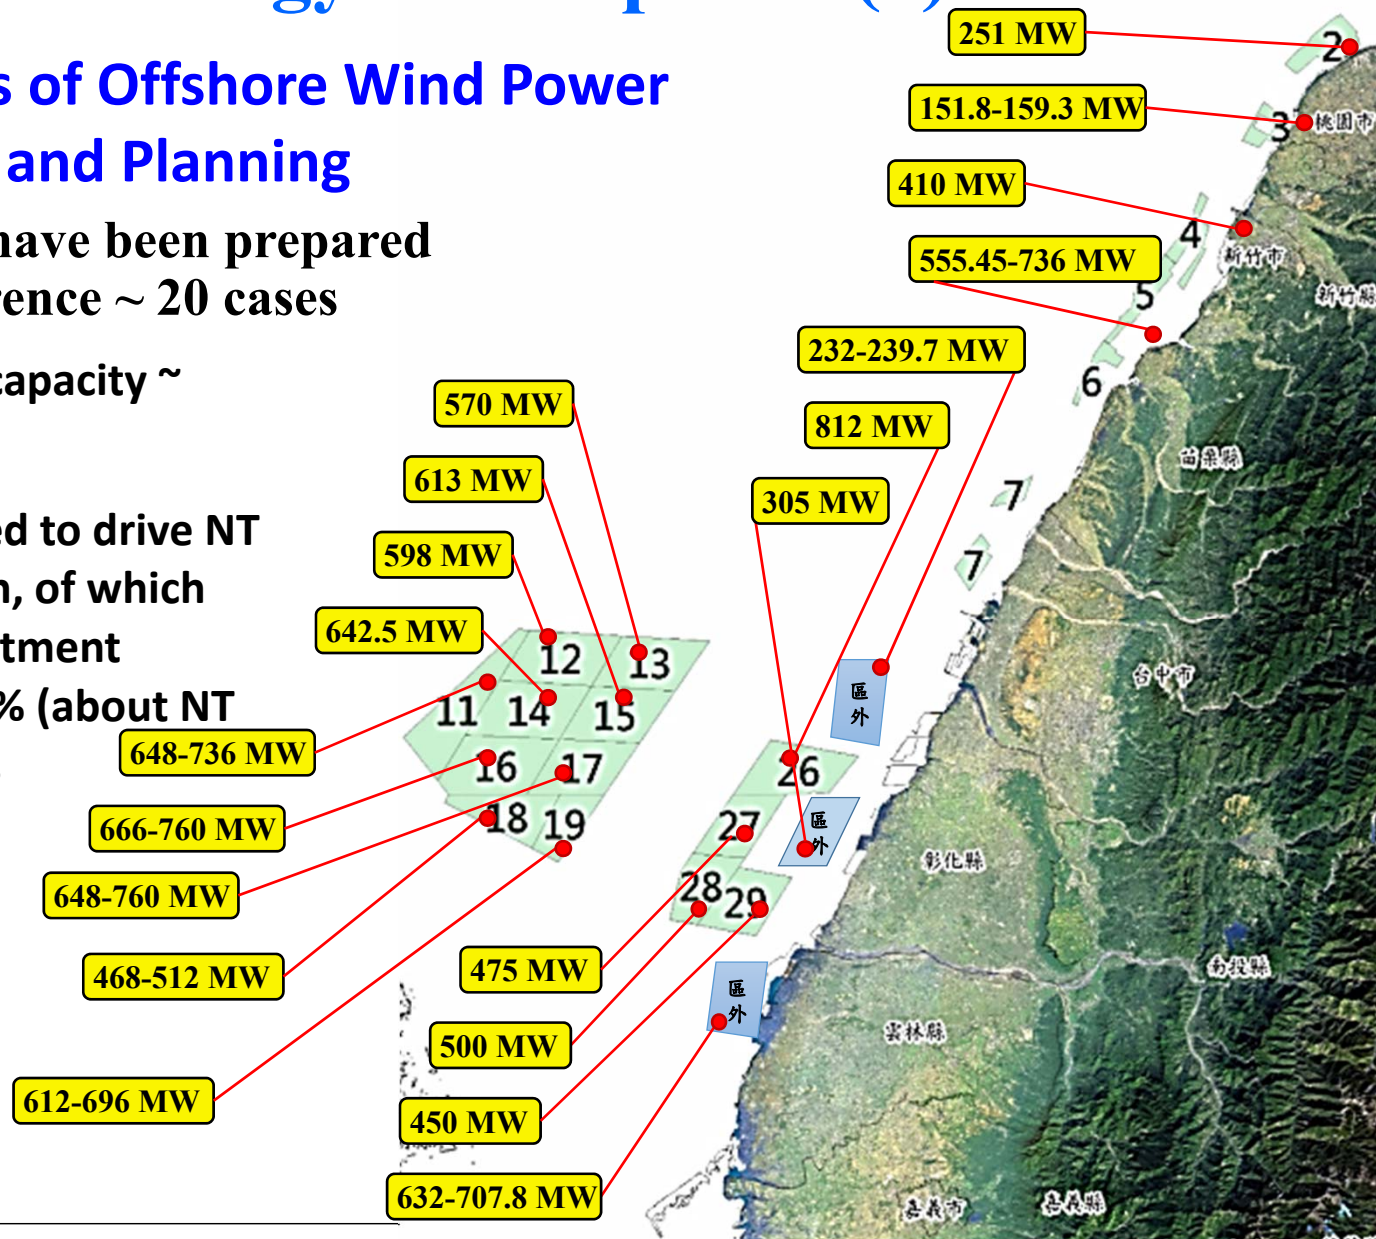 s of Offshore Wind Power
and Planning
have been prepared
rence ~ 20 cases
capacity ~
ed to drive NT
n, of which
tment
% (about NT
251 MW
2
151.8-159.3 MW
3
桃園市
410 MW
4
新竹市
555.45-736 MW
5
新竹縣
232-239.7 MW
6
570 MW
812 MW
苗栗縣
613 MW
305 MW
7
598 MW
7
642.5 MW
12
13
台中市
區外
11
14
15
648-736 MW
16
17
26
666-760 MW
18
19
27
區外
彰化縣
648-760 MW
28
29
468-512 MW
475 MW
南投縣
區外
500 MW
雲林縣
612-696 MW
450 MW
632-707.8 MW
嘉義市
嘉義縣